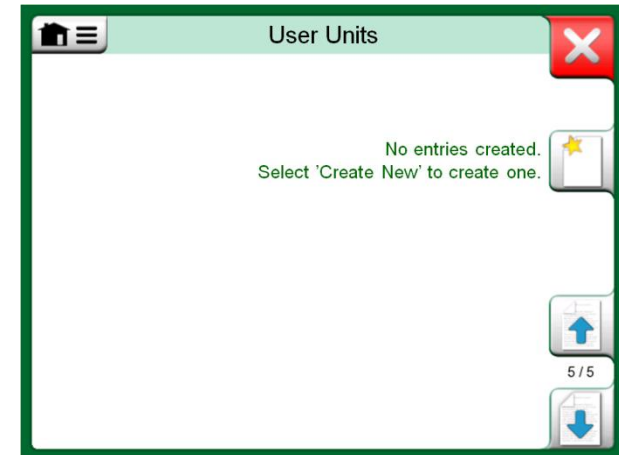 User Units
No entries created.
Select 'Create New' to create one.
5 / 5